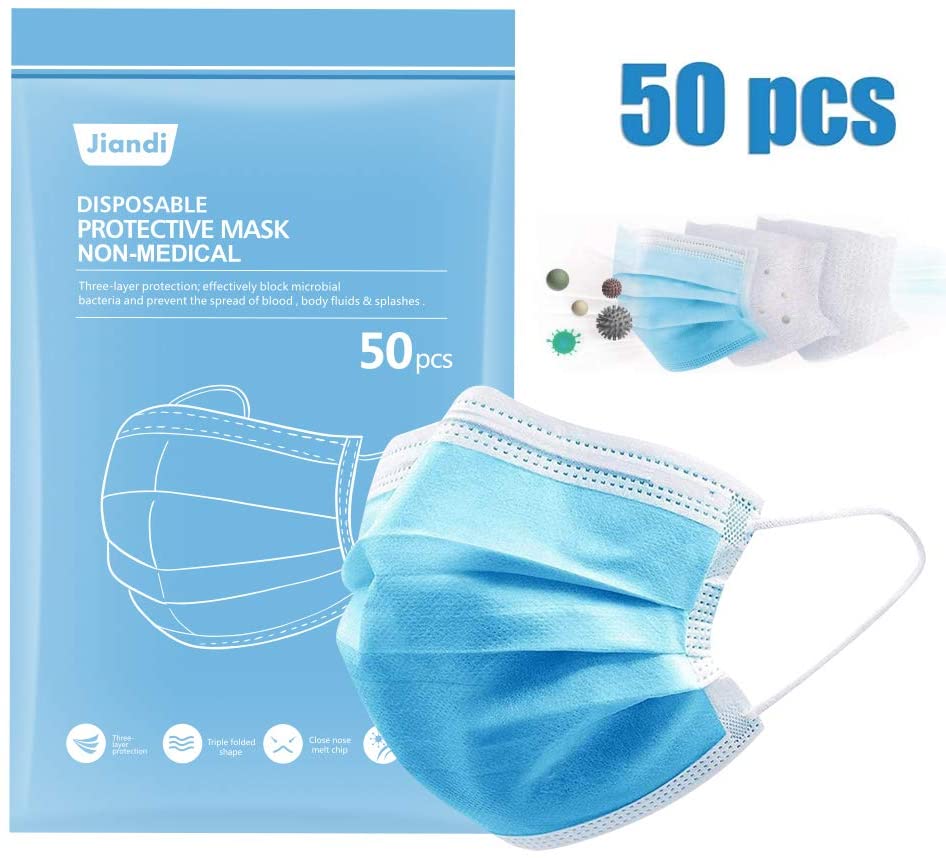 50 pcs
Jiandi
DISPOSABLE
PROTECTIVE MASK
NON-MEDICAL
Three-layer protection; effectively block microbial
bacteria and prevent the spread of blood , body fluids & splashes .
50pcs
Three-
layer
protection
Triple folded
shape
Close nose
melt chip